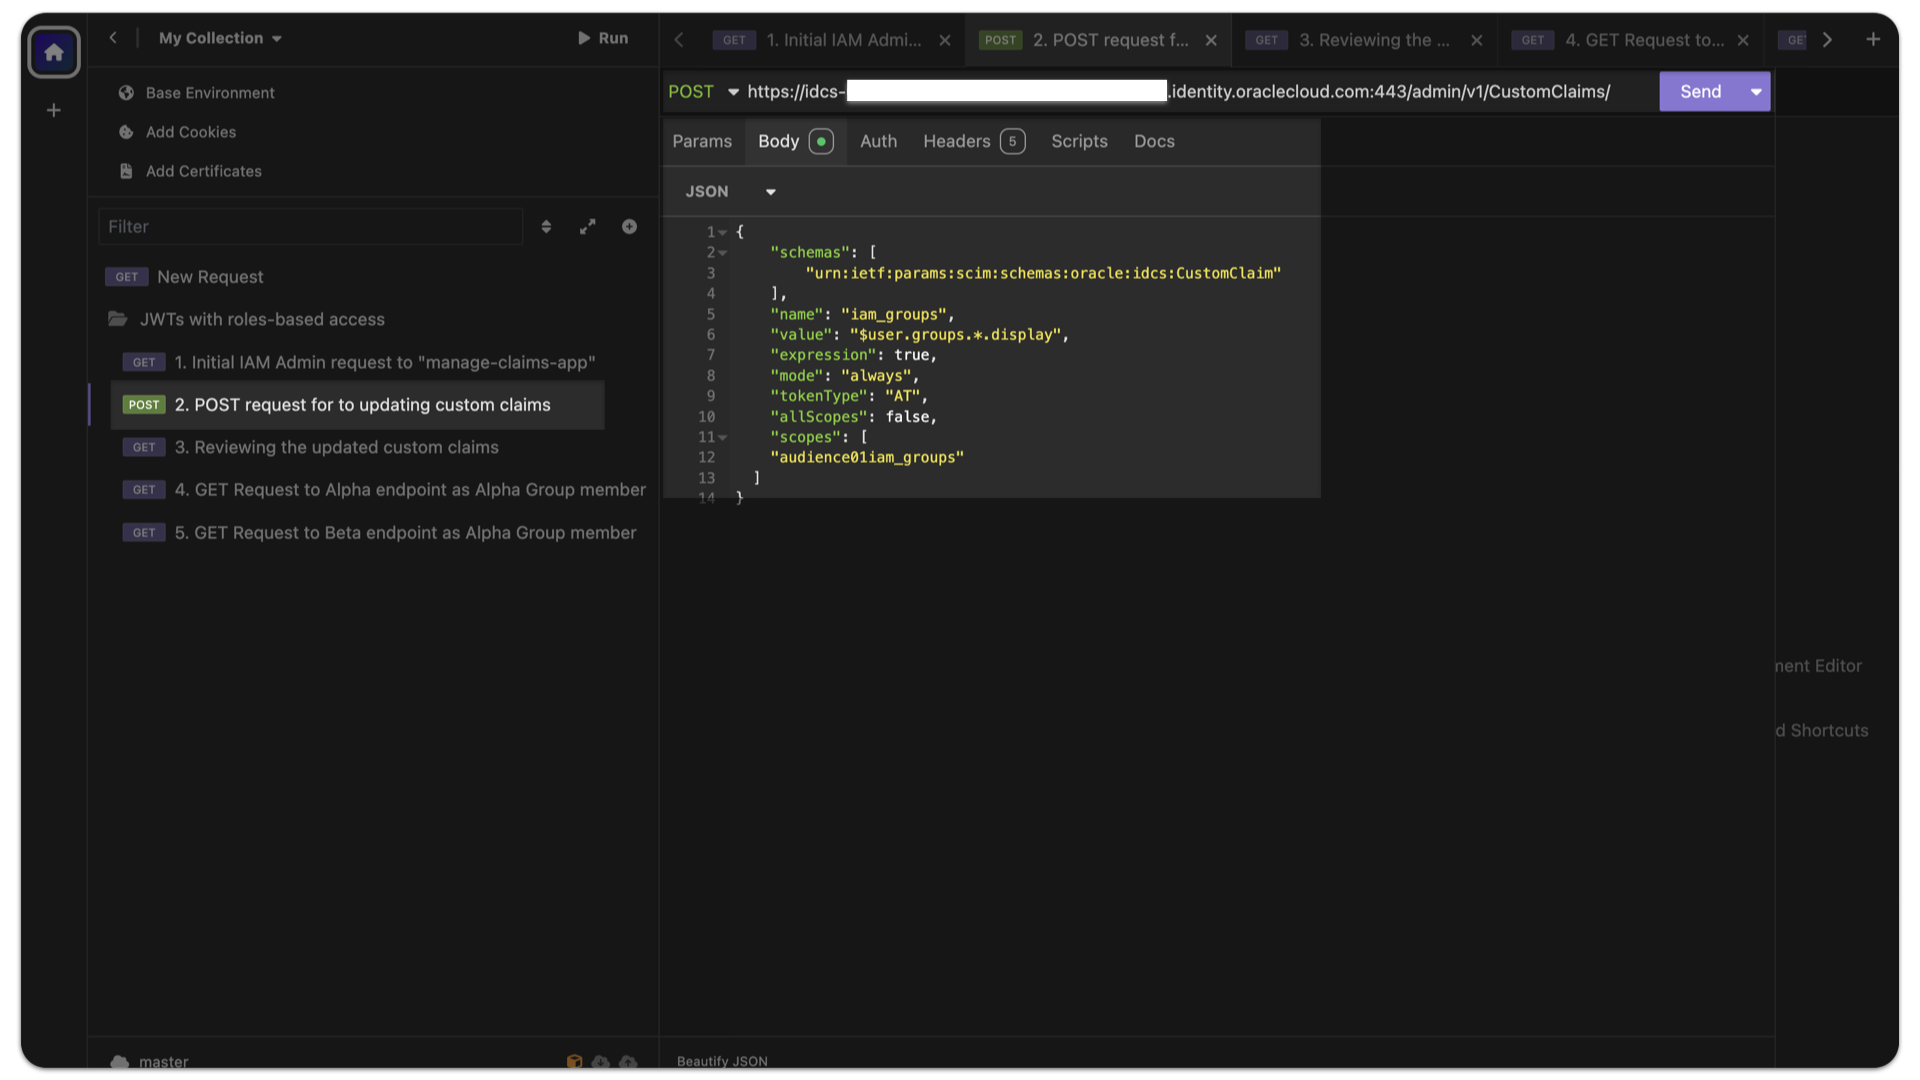 My Collection
Run
Base Environment
Add Cookies
Add Certificates
Filter
GET New Request
JWTs with roles-based access
GET 1. Initial IAM Admin request to "manage-claims-app"
POST 2. POST request for to updating custom claims
GET 3. Reviewing the updated custom claims
GET 4. GET Request to Alpha endpoint as Alpha Group member
GET 5. GET Request to Beta endpoint as Alpha Group member
master
GET 1. Initial IAM Admi...
POST 2. POST request f...
GET 3. Reviewing the ...
GET 4. GET Request to...
GE
POST https://idcs- .identity.oraclecloud.com:443/admin/v1/CustomClaims/
Send
Params Body Auth Headers 5 Scripts Docs
JSON
1 {
2 "schemas": [
3 "urn:ietf:params:scim:schemas:oracle:idcs:CustomClaim"
4 ],
5 "name": "iam_groups",
6 "value": "$user.groups.*.display",
7 "expression": true,
8 "mode": "always",
9 "tokenType": "AT",
10 "allScopes": false,
11 "scopes": [
12 "audience01iam_groups"
13 ]
14 }
ment Editor
d Shortcuts
Beautify JSON